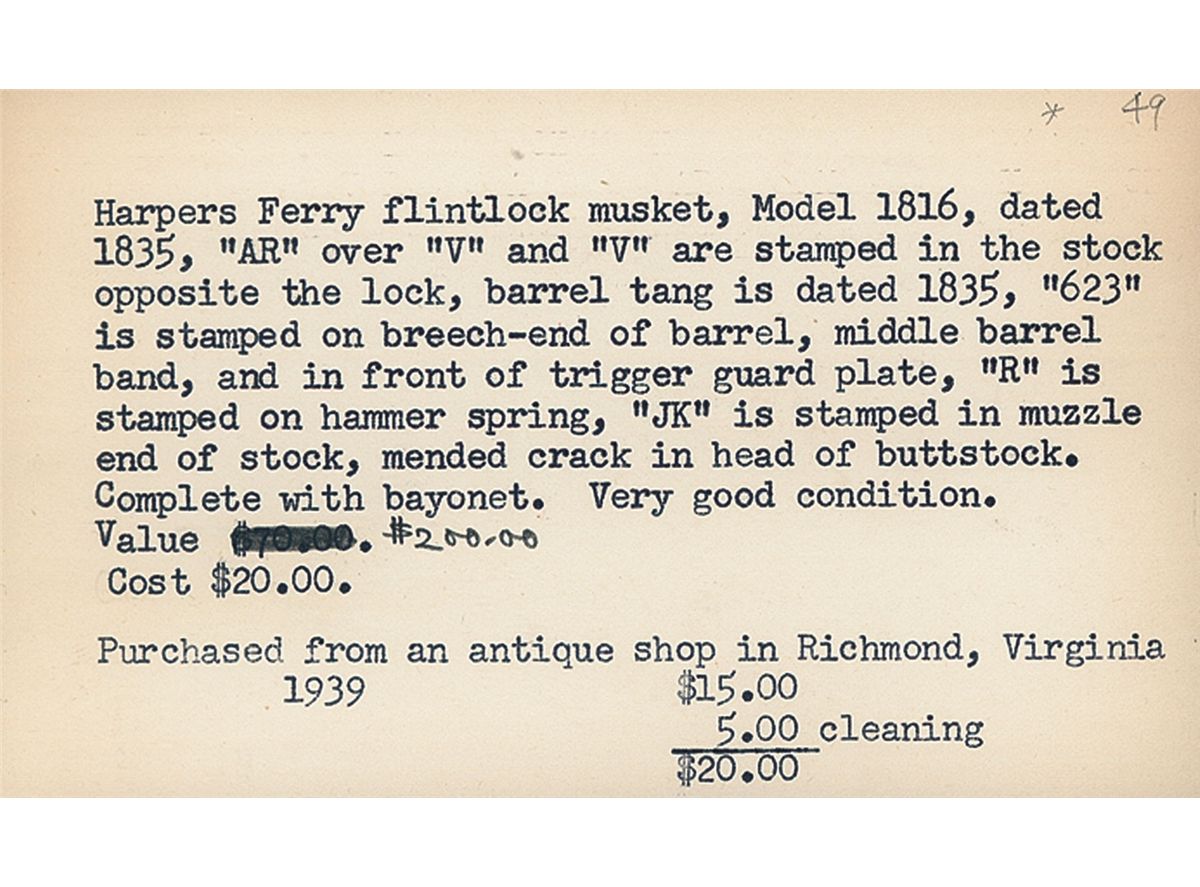 * 49
Harpers Ferry flintlock musket, Model 1816, dated
1835, "AR" over "V" and "V" are stamped in the stock
opposite the lock, barrel tang is dated 1835, "623"
is stamped on breech-end of barrel, middle barrel
band, and in front of trigger guard plate, "R" is
stamped on hammer spring, "JK" is stamped in muzzle
end of stock, mended crack in head of buttstock.
Complete with bayonet. Very good condition.
Value $70.00. $200.00
Cost $20.00.
Purchased from an antique shop in Richmond, Virginia
1939 $15.00
5.00 cleaning
$20.00